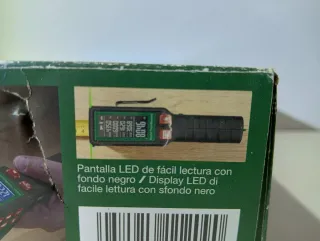 Pantalla LED de fácil lectura con
fondo negro / Display LED di
facile lettura con sfondo nero